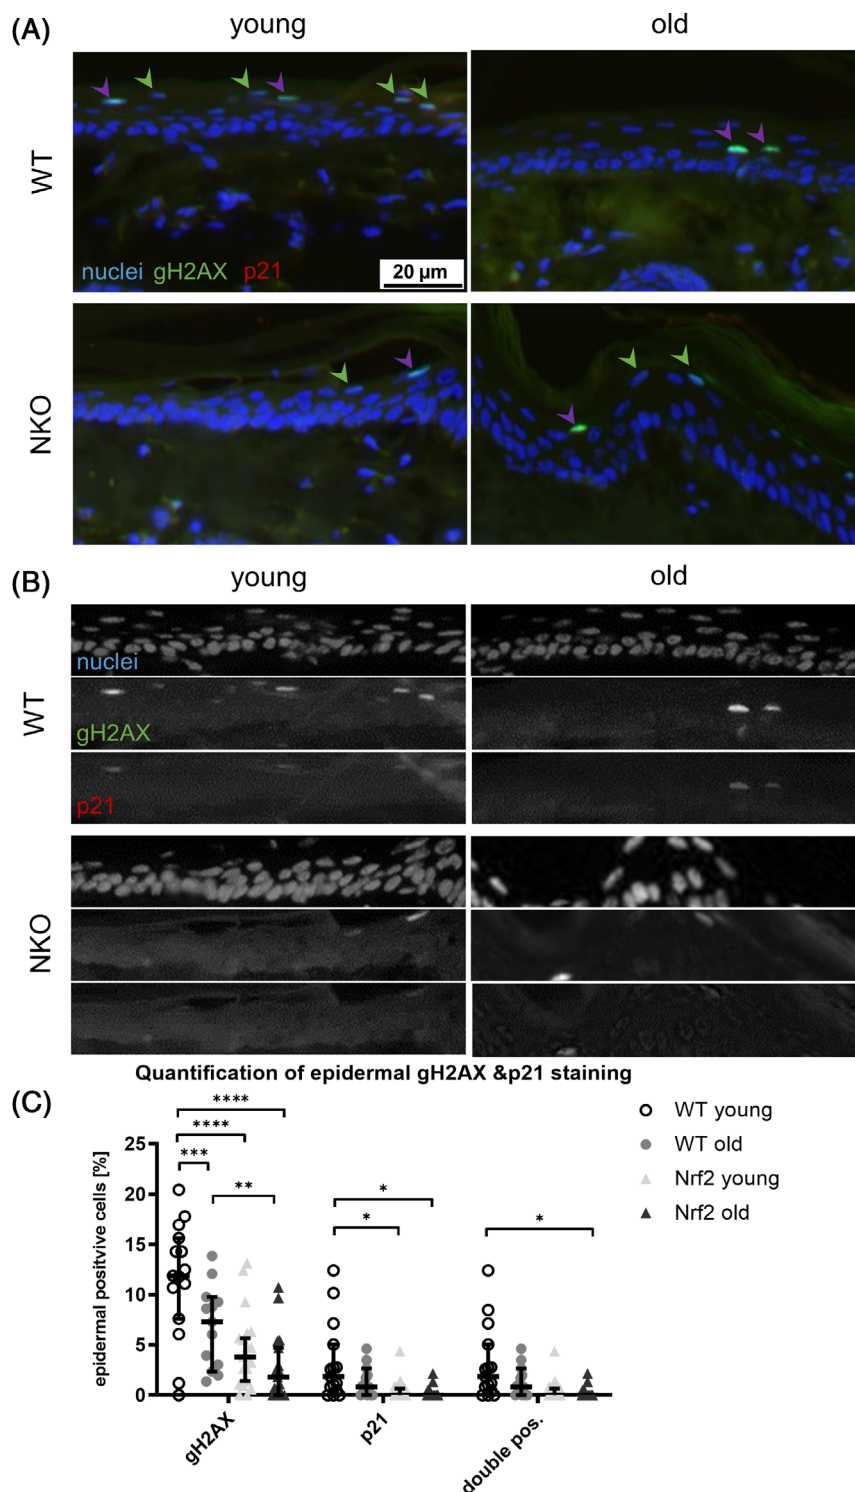 (A)
young
old
WT
nuclei gH2AX p21
20 µm
NKO
(B)
young
old
WT
nuclei
gH2AX
p21
NKO
Quantification of epidermal gH2AX &p21 staining
(C)
epidermal positvive cells [%]
25
20
15
10
5
0
****
****
***
**
*
*
*
WT young
WT old
Nrf2 young
Nrf2 old
gH2AX
p21
double pos.